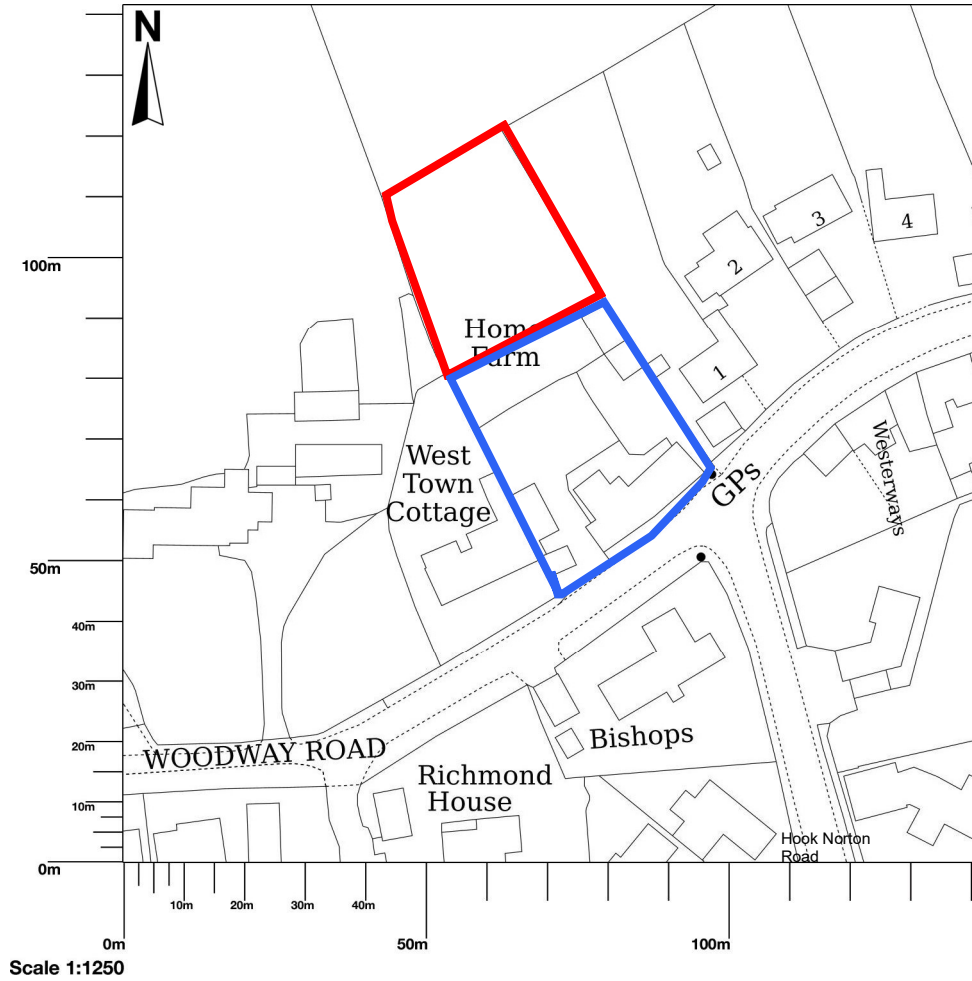 N
3
4
2
100m
Home
Farm
1
West
Town
Cottage
GPs
Westerways
50m
40m
30m
20m
10m
0m
WOODWAY ROAD
Bishops
Richmond
House
Hook Norton
Road
10m
20m
30m
40m
0m
50m
100m
Scale 1:1250